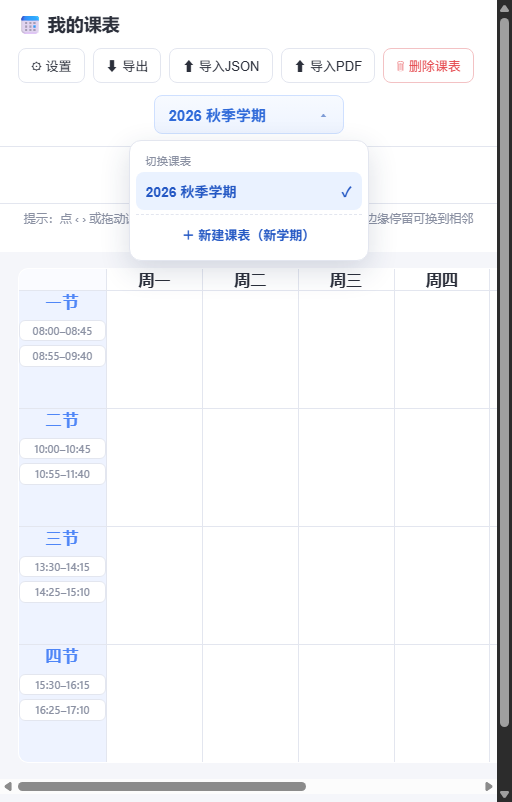 我的课表
设置
导出
导入JSON
导入PDF
删除课表
2026 秋季学期
切换课表
2026 秋季学期 ✓
+ 新建课表（新学期）
提示：点 ‹ › 或拖动
边缘停留可换到相邻
周一 周二 周三 周四
一节
08:00–08:45
08:55–09:40
二节
10:00–10:45
10:55–11:40
三节
13:30–14:15
14:25–15:10
四节
15:30–16:15
16:25–17:10